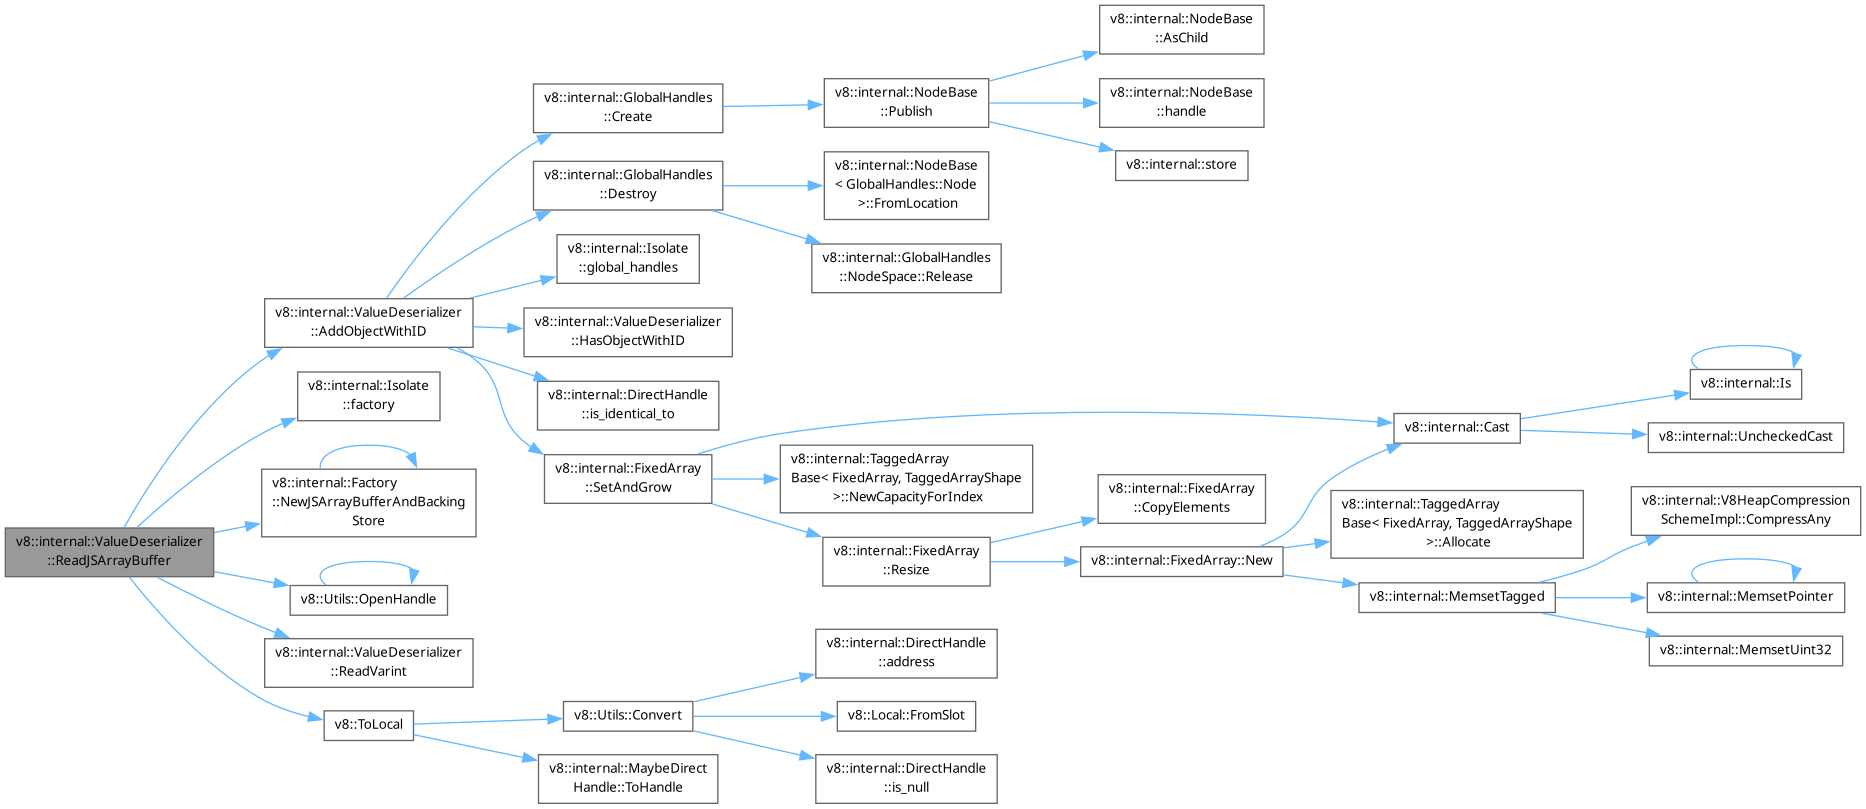 v8::internal::ValueDeserializer
::ReadJSArrayBuffer
v8::internal::ValueDeserializer
::AddObjectWithID
v8::internal::Isolate
::factory
v8::internal::Factory
::NewJSArrayBufferAndBacking
Store
v8::Utils::OpenHandle
v8::internal::ValueDeserializer
::ReadVarint
v8::ToLocal
v8::internal::GlobalHandles
::Create
v8::internal::GlobalHandles
::Destroy
v8::internal::Isolate
::global_handles
v8::internal::ValueDeserializer
::HasObjectWithID
v8::internal::DirectHandle
::is_identical_to
v8::internal::FixedArray
::SetAndGrow
v8::Utils::Convert
v8::internal::MaybeDirect
Handle::ToHandle
v8::internal::NodeBase
::Publish
v8::internal::NodeBase
< GlobalHandles::Node
>::FromLocation
v8::internal::GlobalHandles
::NodeSpace::Release
v8::internal::TaggedArray
Base< FixedArray, TaggedArrayShape
>::NewCapacityForIndex
v8::internal::FixedArray
::Resize
v8::internal::DirectHandle
::address
v8::Local::FromSlot
v8::internal::DirectHandle
::is_null
v8::internal::NodeBase
::AsChild
v8::internal::NodeBase
::handle
v8::internal::store
v8::internal::FixedArray
::CopyElements
v8::internal::FixedArray::New
v8::internal::Cast
v8::internal::TaggedArray
Base< FixedArray, TaggedArrayShape
>::Allocate
v8::internal::MemsetTagged
v8::internal::Is
v8::internal::UncheckedCast
v8::internal::V8HeapCompression
SchemeImpl::CompressAny
v8::internal::MemsetPointer
v8::internal::MemsetUint32